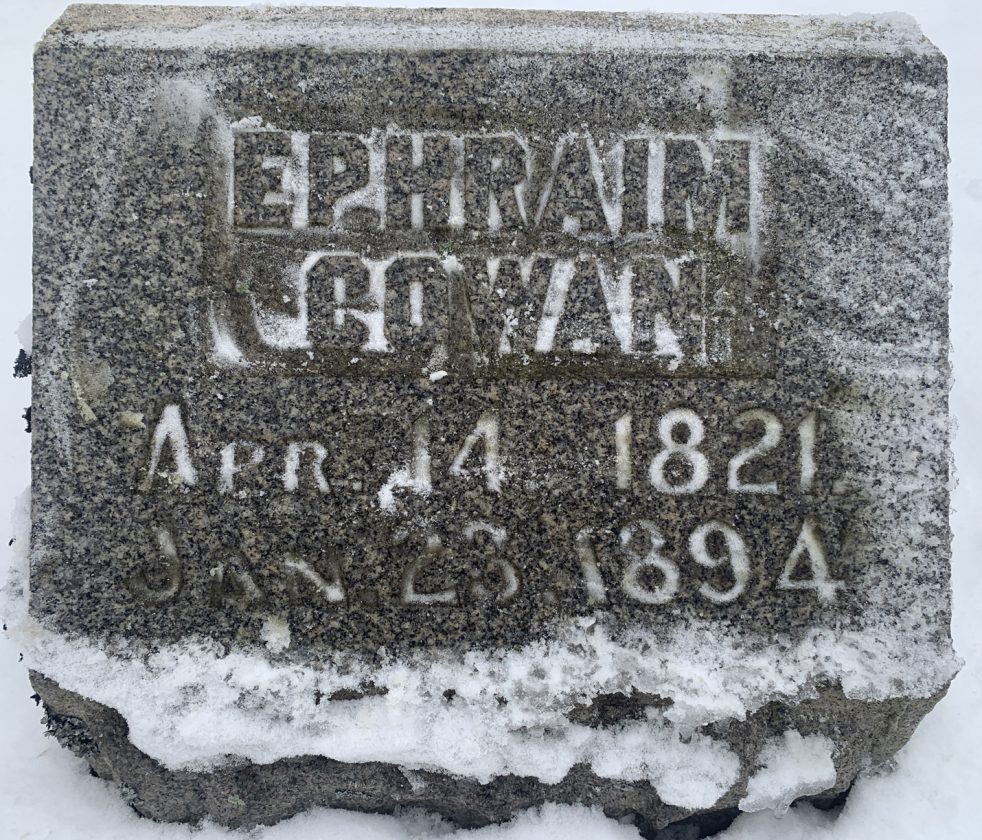 EPHRAIM
COWAN
APR. 14 1821.
JAN. 23. 1894